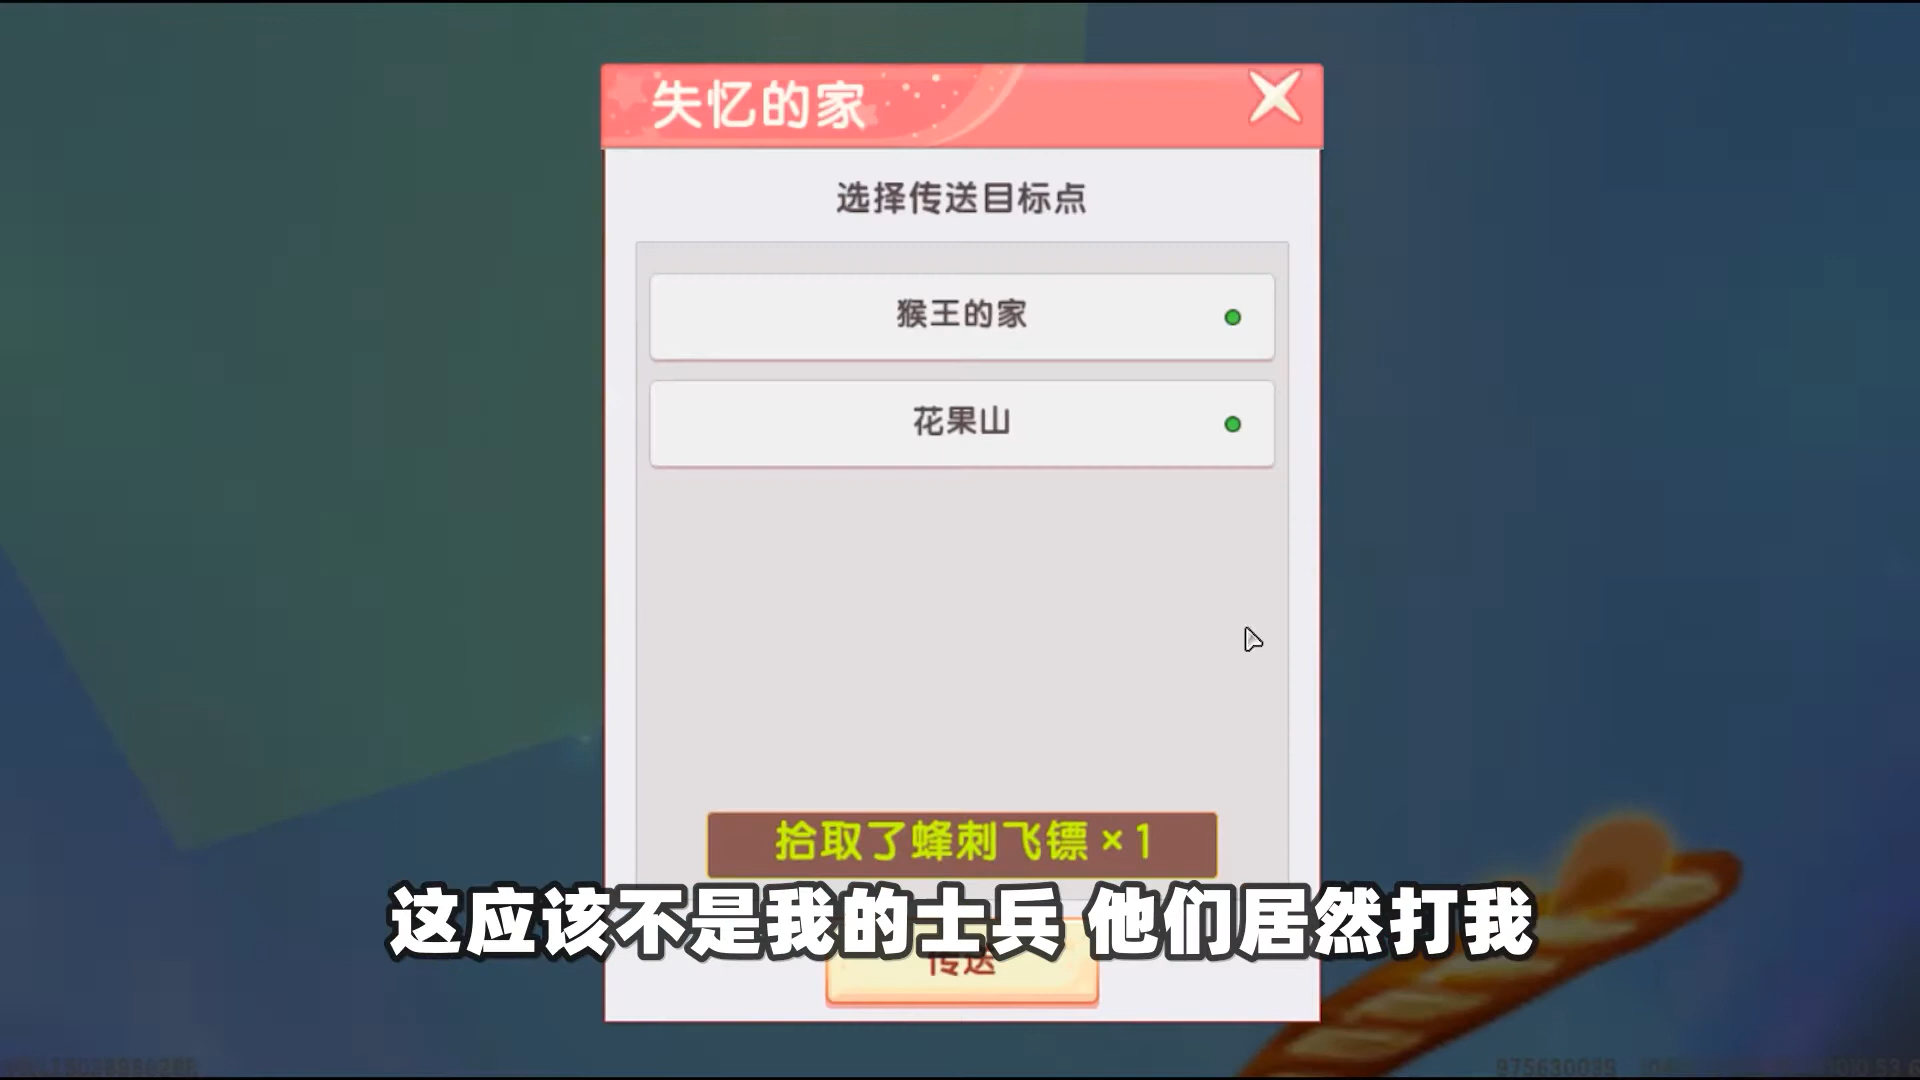 失忆的家
选择传送目标点
猴王的家
花果山
拾取了蜂刺飞镖×1
这应该不是我的士兵 他们居然打我
传送